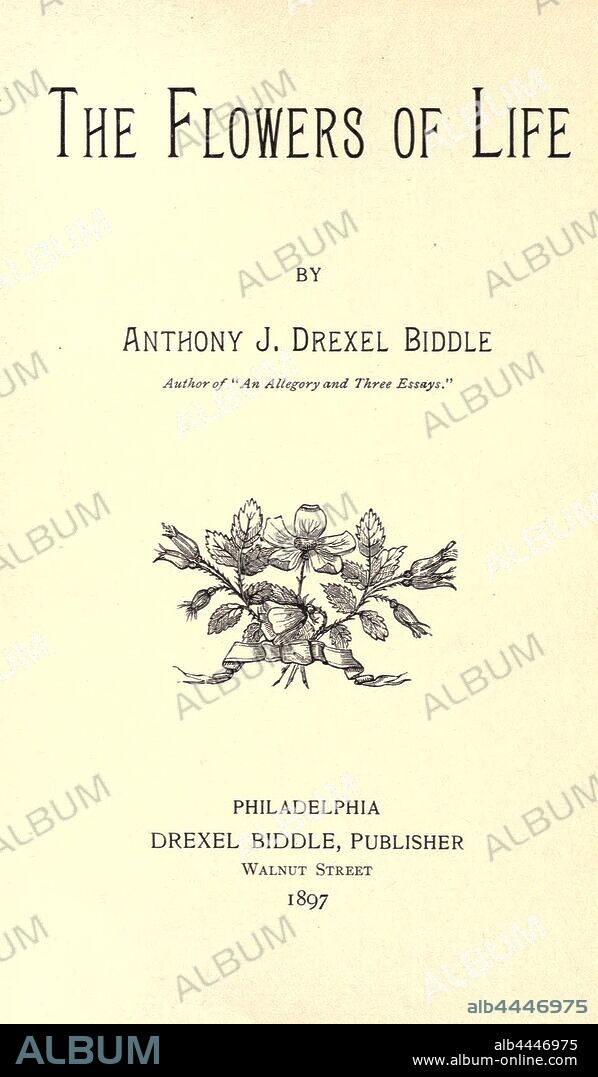 THE FLOWERS OF LIFE
BY
ANTHONY J. DREXEL BIDDLE
Author of "An Allegory and Three Essays."
PHILADELPHIA
DREXEL BIDDLE, PUBLISHER
WALNUT STREET
1897
alb4446975
ALBUM
alb4446975
www.album-online.com